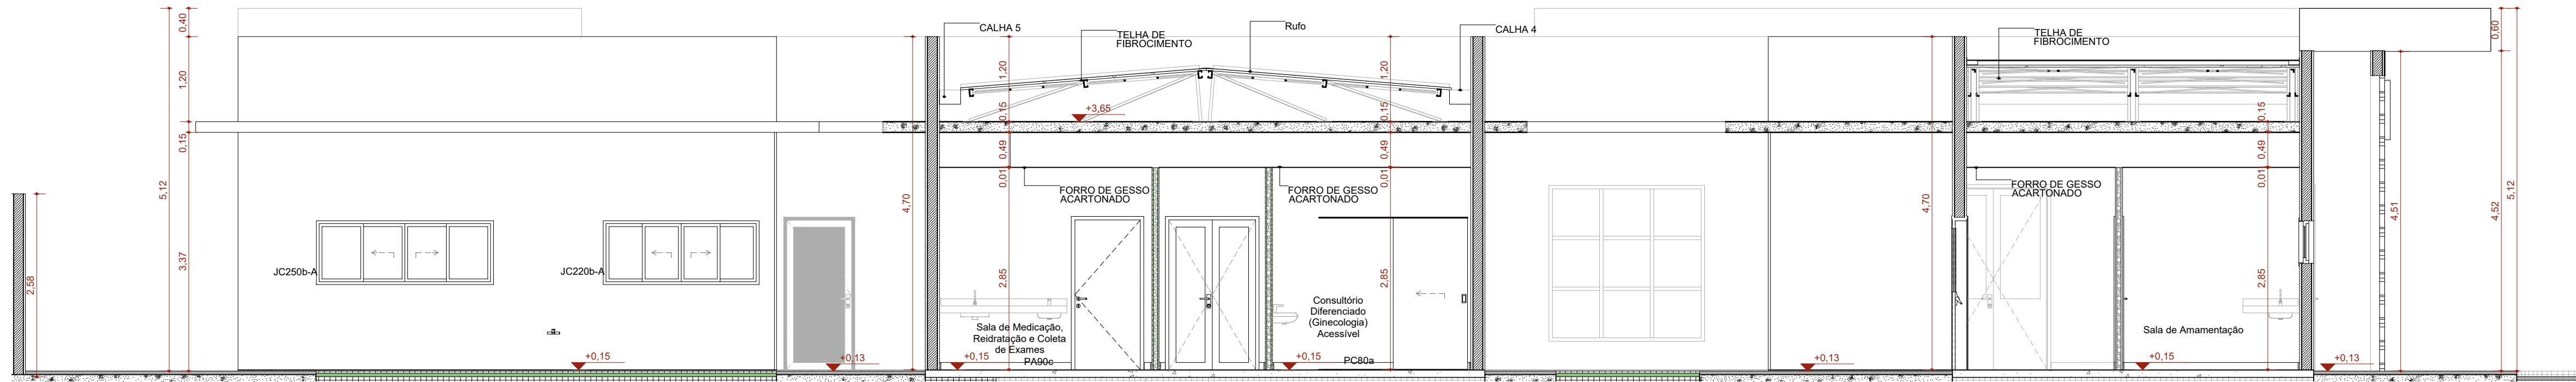 0,40
1,20
0,15
5,12
3,37
2,58
JC250b-A
JC220b-A
+0,15
+0,13
4,70
CALHA 5
TELHA DE
FIBROCIMENTO
Rufo
CALHA 4
1,20
0,15
+3,65
0,49
0,01
2,85
FORRO DE GESSO
ACARTONADO
Sala de Medicação,
Reidratação e Coleta
de Exames
PA90c
+0,15
FORRO DE GESSO
ACARTONADO
1,20
0,15
0,49
0,01
2,85
Consultório
Diferenciado
(Ginecologia)
Acessível
PC80a
+0,15
+0,13
4,70
TELHA DE
FIBROCIMENTO
FORRO DE GESSO
ACARTONADO
0,15
0,49
0,01
2,85
Sala de Amamentação
+0,15
+0,13
4,51
0,60
4,52
5,12